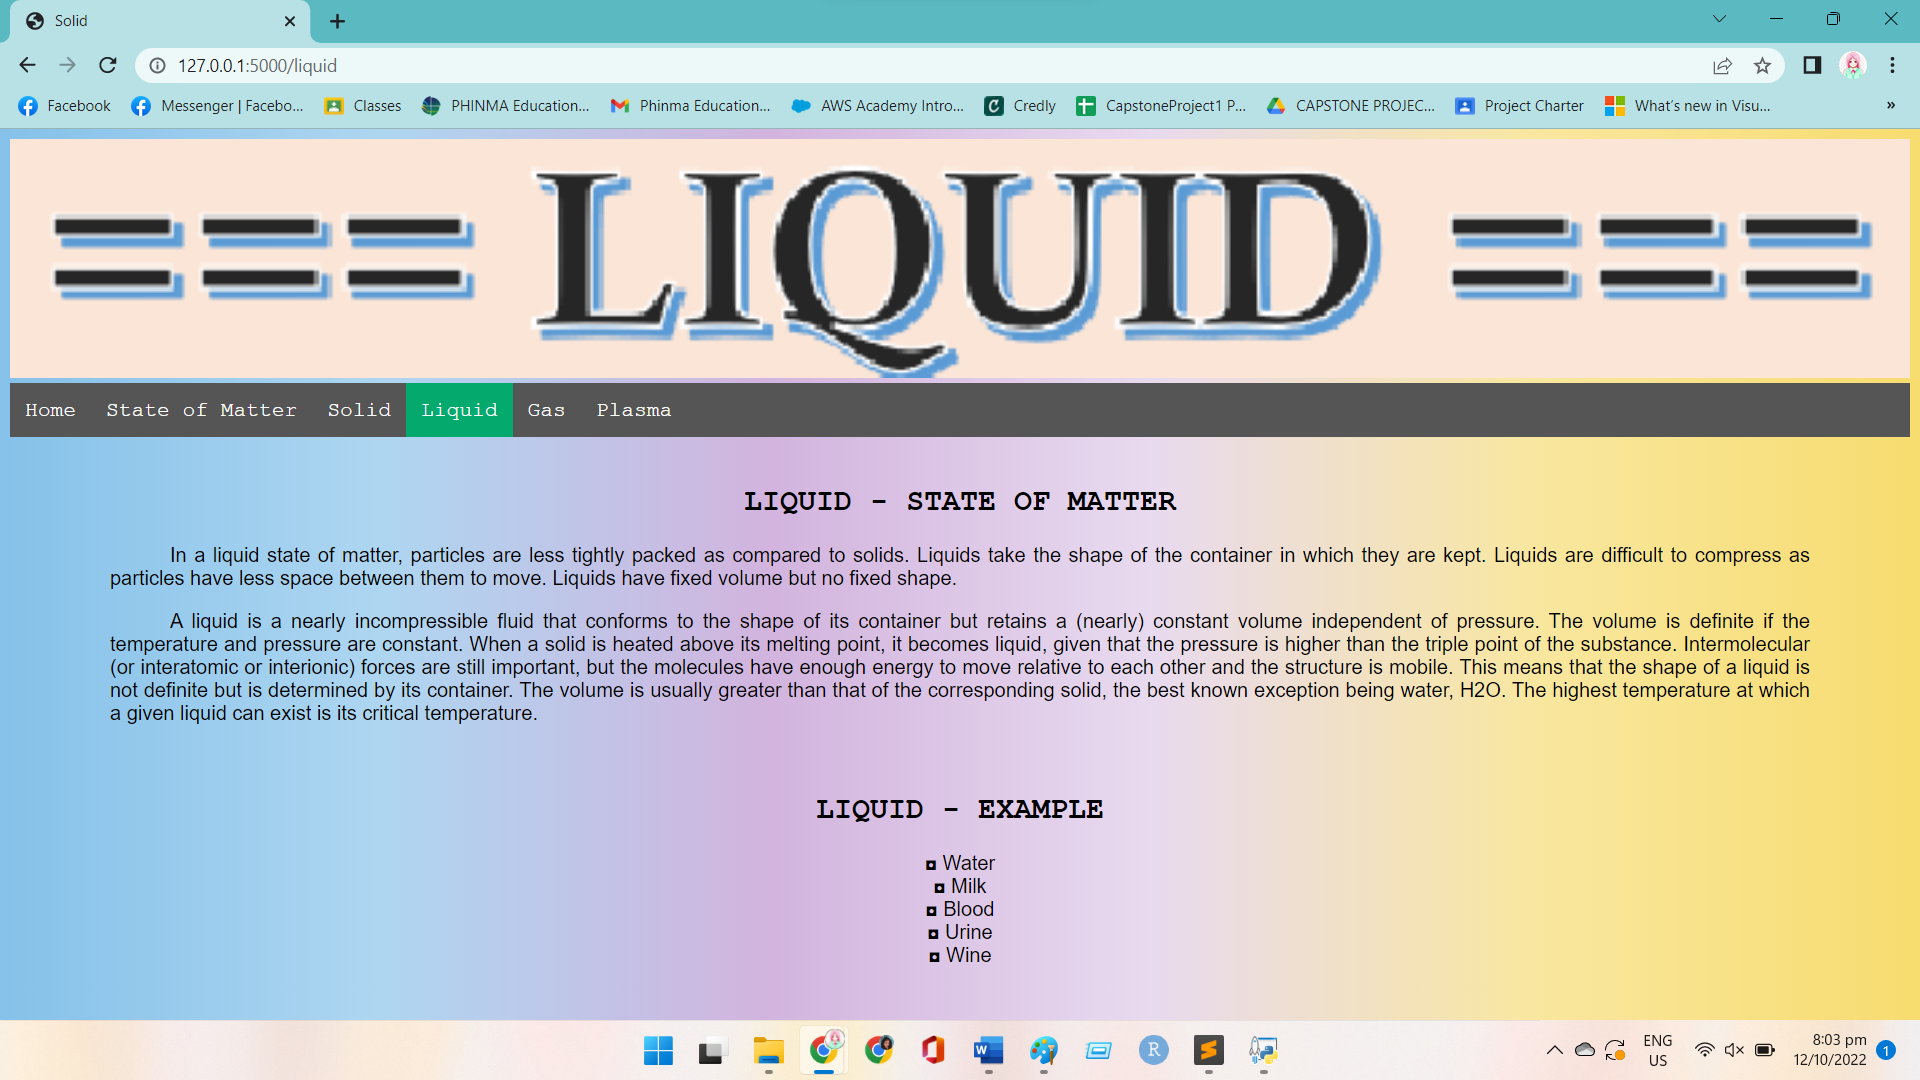 Solid
127.0.0.1:5000/liquid
Facebook
Messenger | Facebo...
Classes
PHINMA Education...
Phinma Education...
AWS Academy Intro...
Credly
CapstoneProject1 P...
CAPSTONE PROJEC...
Project Charter
What's new in Visu...
»
=== LIQUID ===
Home State of Matter Solid Liquid Gas Plasma
LIQUID - STATE OF MATTER
In a liquid state of matter, particles are less tightly packed as compared to solids. Liquids take the shape of the container in which they are kept. Liquids are difficult to compress as
particles have less space between them to move. Liquids have fixed volume but no fixed shape.
A liquid is a nearly incompressible fluid that conforms to the shape of its container but retains a (nearly) constant volume independent of pressure. The volume is definite if the
temperature and pressure are constant. When a solid is heated above its melting point, it becomes liquid, given that the pressure is higher than the triple point of the substance. Intermolecular
(or interatomic or interionic) forces are still important, but the molecules have enough energy to move relative to each other and the structure is mobile. This means that the shape of a liquid is
not definite but is determined by its container. The volume is usually greater than that of the corresponding solid, the best known exception being water, H2O. The highest temperature at which
a given liquid can exist is its critical temperature.
LIQUID - EXAMPLE
◘ Water
◘ Milk
◘ Blood
◘ Urine
◘ Wine
W
R
ENG
US
8:03 pm
12/10/2022
1